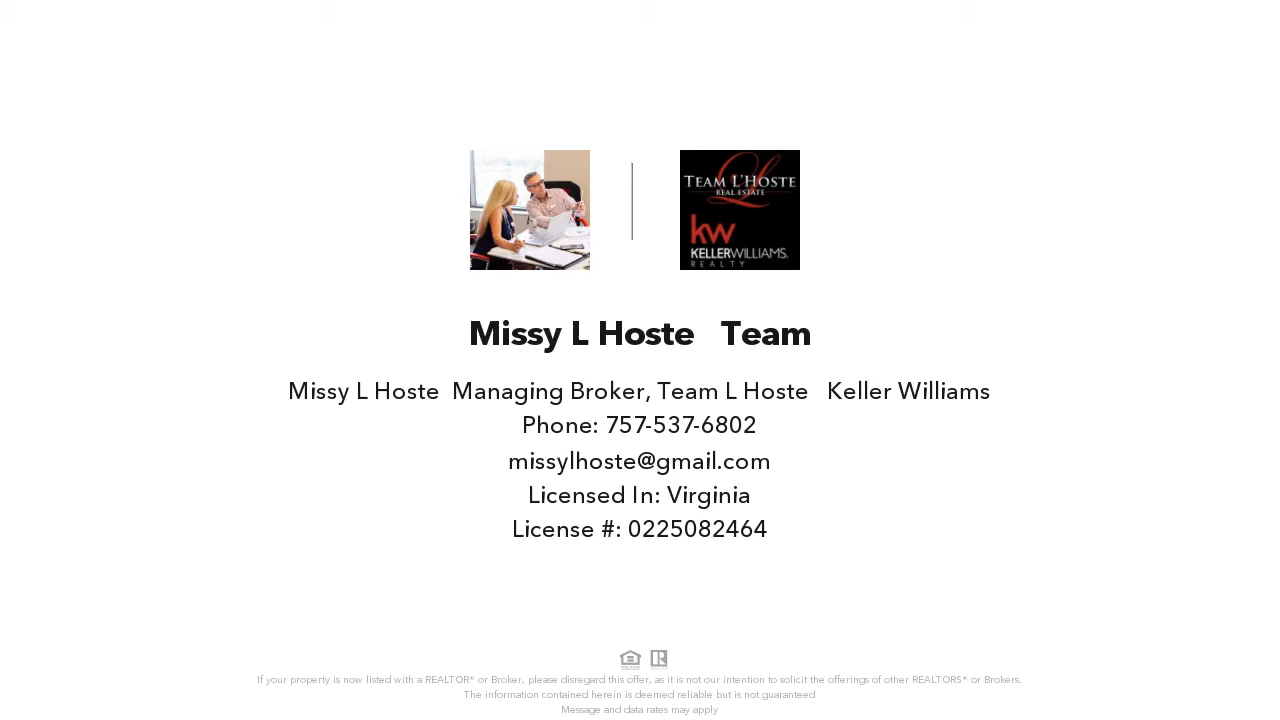 TEAM L'HOSTE
REAL ESTATE
kw
KELLERWILLIAMS.
REALTY
Missy L Hoste Team
Missy L Hoste Managing Broker, Team L Hoste Keller Williams
Phone: 757-537-6802
missylhoste@gmail.com
Licensed In: Virginia
License #: 0225082464
If your property is now listed with a REALTOR® or Broker, please disregard this offer, as it is not our intention to solicit the offerings of other REALTORS® or Brokers.
The information contained herein is deemed reliable but is not guaranteed
Message and data rates may apply